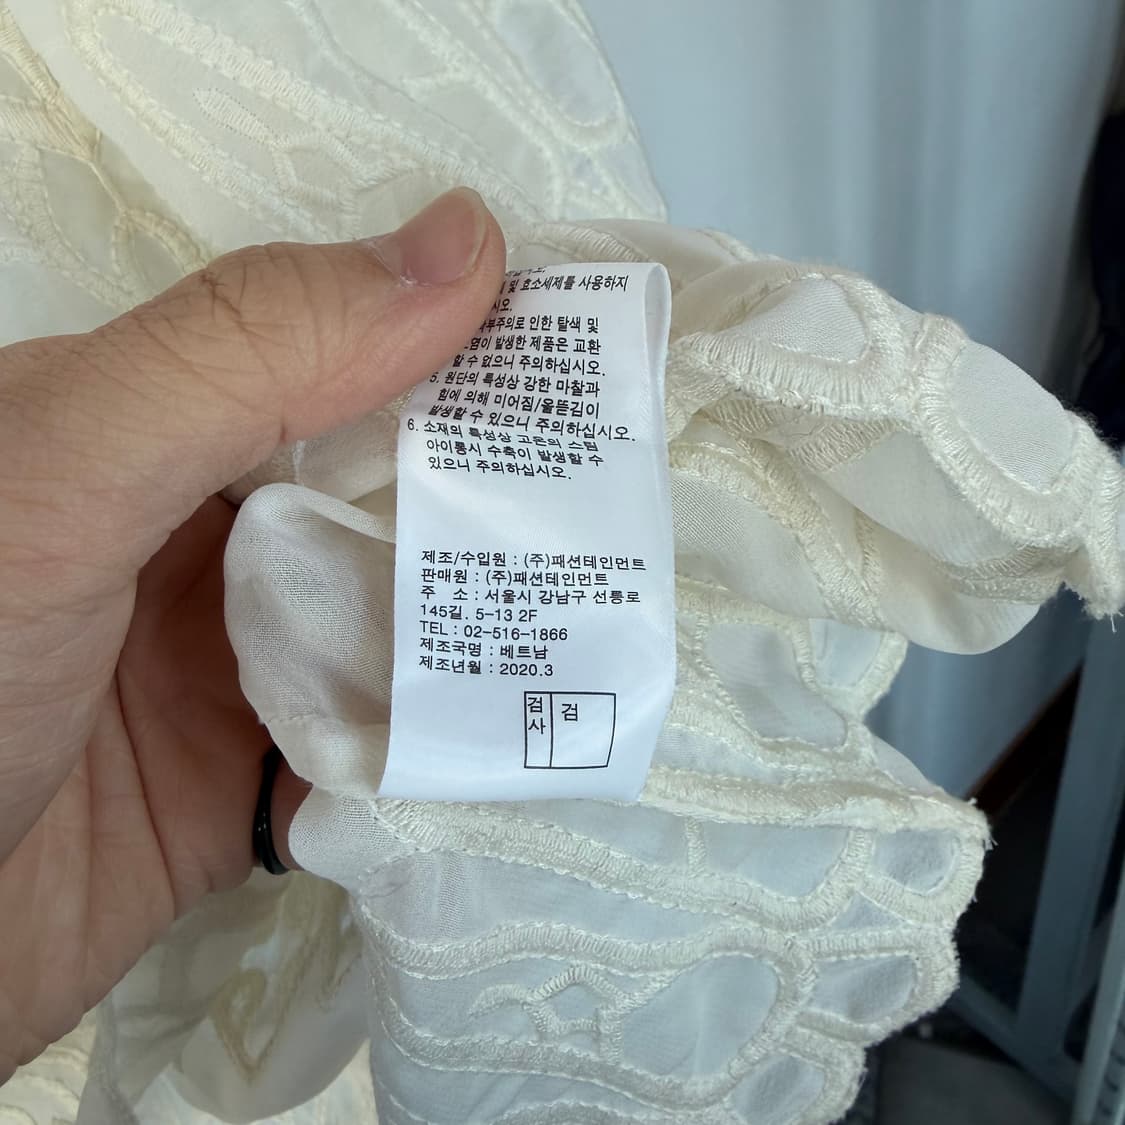 및 효소세제를 사용하지
시오.
부주의로 인한 탈색 및
염이 발생한 제품은 교환
할 수 없으니 주의하십시오.
5. 원단의 특성상 강한 마찰과
힘에 의해 미어짐/올뜯김이
발생할 수 있으니 주의하십시오.
6. 소재의 특성상 고온의 스팀
아이롱시 수축이 발생할 수
있으니 주의하십시오.
제조/수입원 : (주)패션테인먼트
판매원 : (주)패션테인먼트
주 소 : 서울시 강남구 선릉로
145길. 5-13 2F
TEL : 02-516-1866
제조국명 : 베트남
제조년월 : 2020.3
검사 검